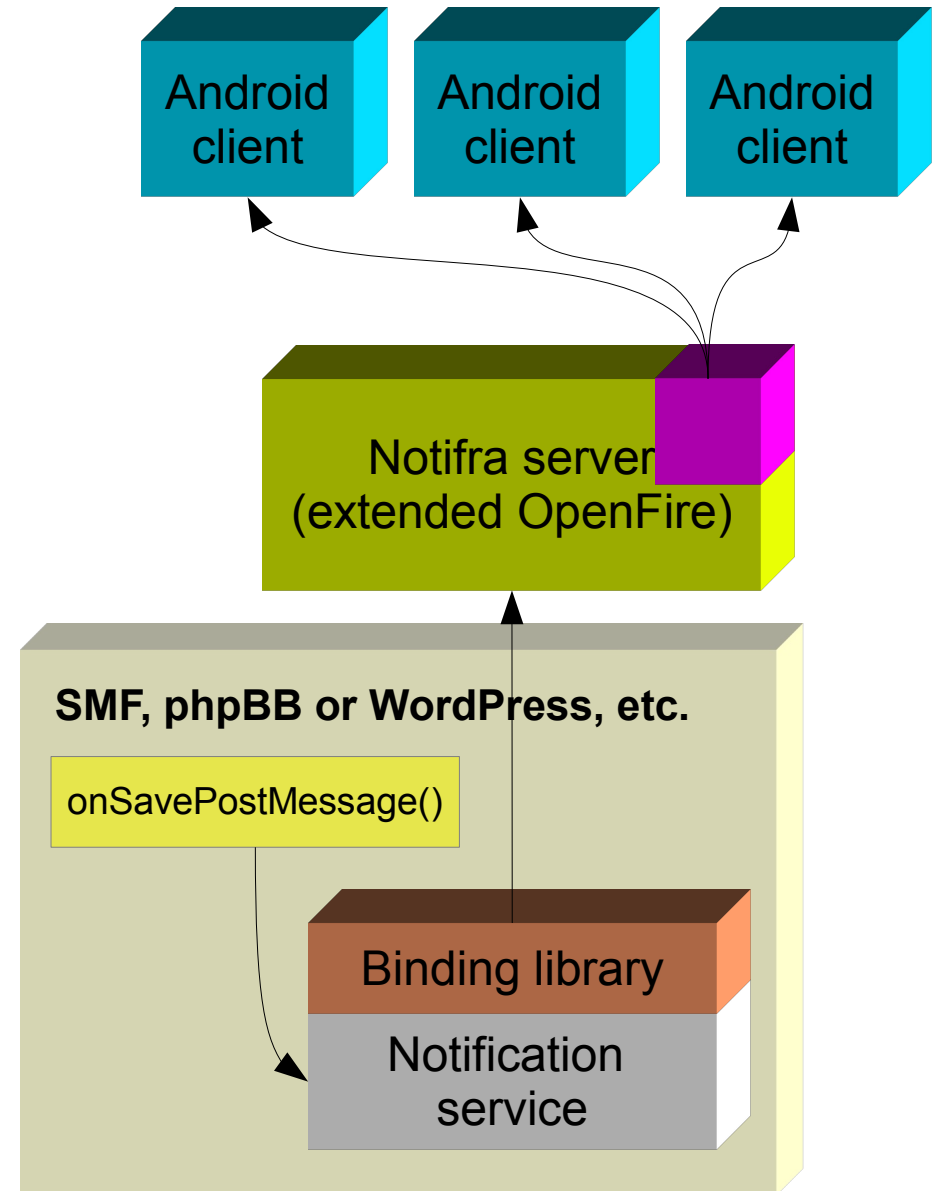 Android
client
Android
client
Android
client
Notifra server
(extended OpenFire)
SMF, phpBB or WordPress, etc.
onSavePostMessage()
Binding library
Notification
service